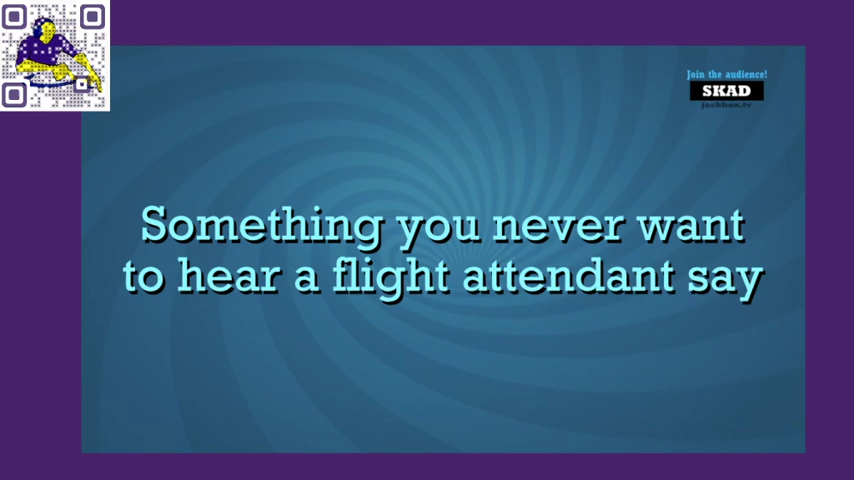 Join the audience!
SKAD
jackbox.tv
Something you never want
to hear a flight attendant say